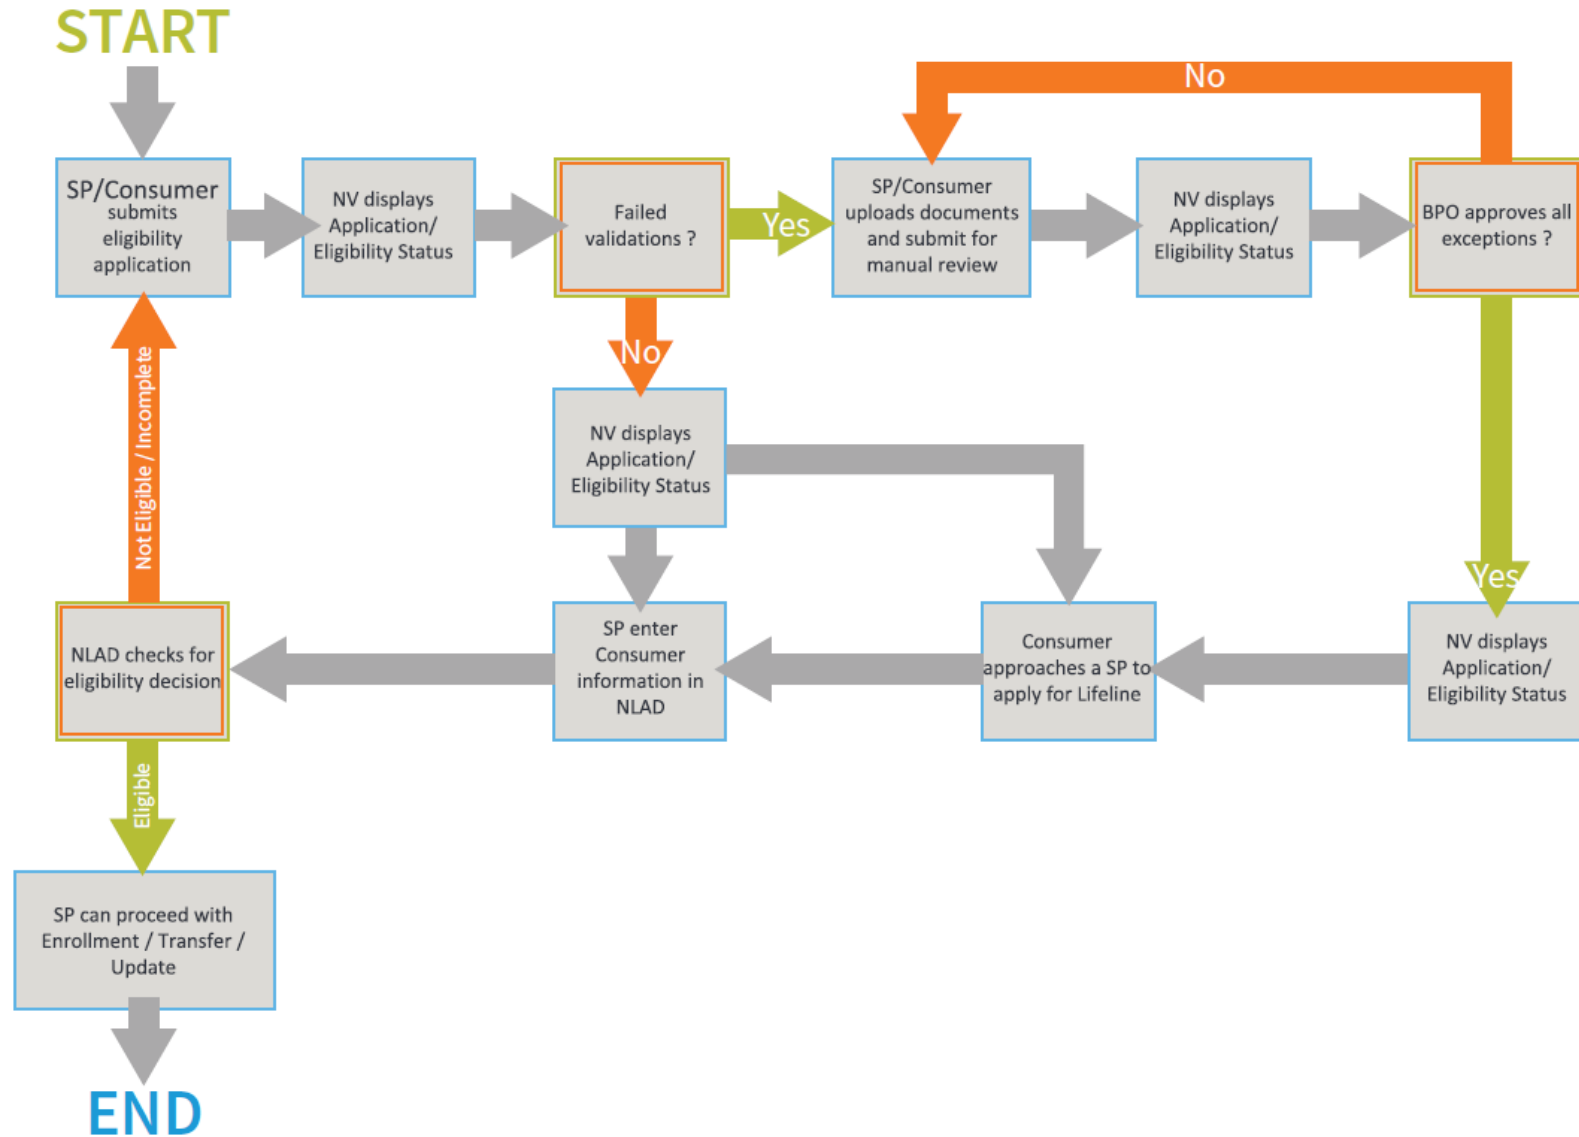 START
No
SP/Consumer
submits
eligibility
application
NV displays
Application/
Eligibility Status
Failed
validations ?
Yes
SP/Consumer
uploads documents
and submit for
manual review
NV displays
Application/
Eligibility Status
BPO approves all
exceptions ?
No
Not Eligible / Incomplete
NV displays
Application/
Eligibility Status
Yes
NLAD checks for
eligibility decision
SP enter
Consumer
information in
NLAD
Consumer
approaches a SP to
apply for Lifeline
NV displays
Application/
Eligibility Status
Eligible
SP can proceed with
Enrollment / Transfer /
Update
END